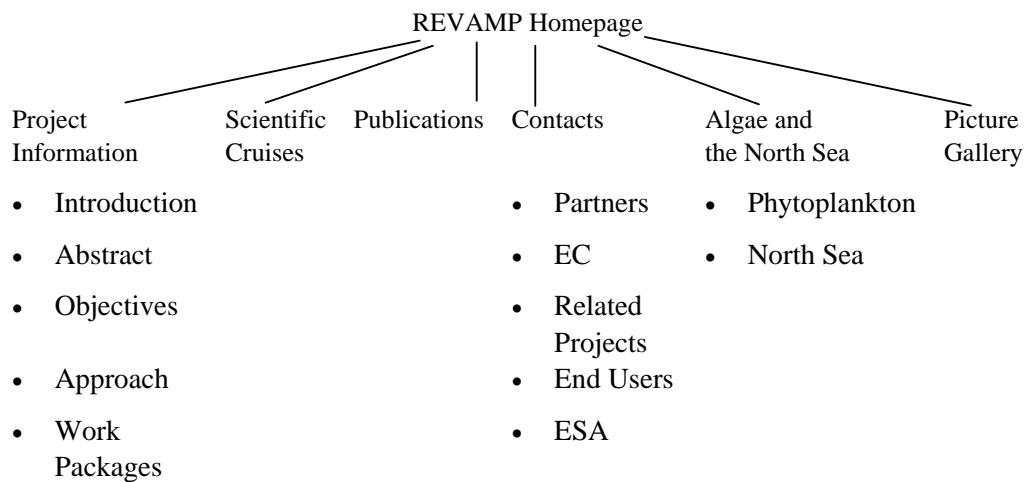 REVAMP Homepage
Project Information
Scientific Cruises
Publications
Contacts
Algae and the North Sea
Picture Gallery
• Introduction
• Abstract
• Objectives
• Approach
• Work Packages
• Partners
• EC
• Related Projects
• End Users
• ESA
• Phytoplankton
• North Sea